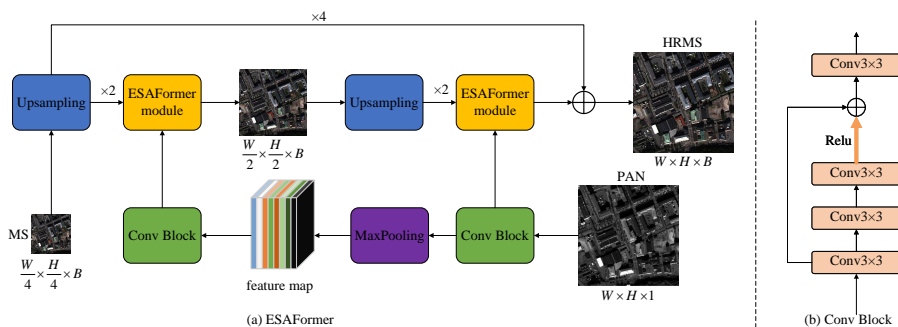 ×4
HRMS
Upsampling
×2
ESAFormer
module
Upsampling
×2
ESAFormer
module
W/2 × H/2 × B
W × H × B
PAN
MS
W/4 × H/4 × B
Conv Block
feature map
MaxPooling
Conv Block
W × H × 1
(a) ESAFormer
Conv3×3
Relu
Conv3×3
Conv3×3
Conv3×3
(b) Conv Block